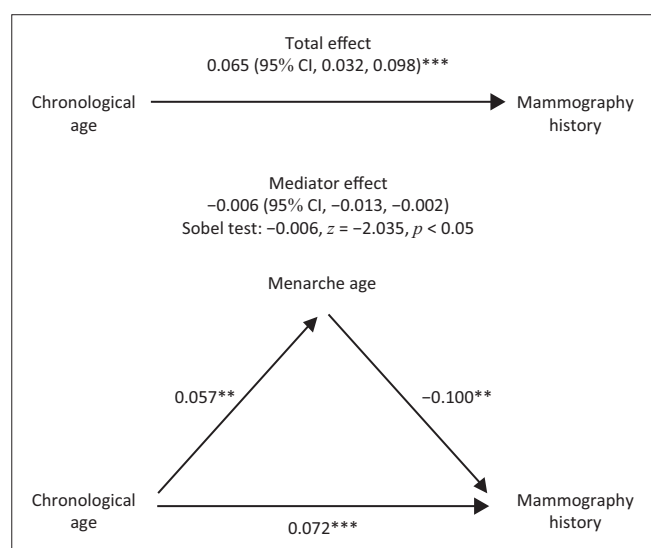 Total effect
0.065 (95% CI, 0.032, 0.098)***
Chronological
age
Mammography
history
Mediator effect
−0.006 (95% CI, −0.013, −0.002)
Sobel test: −0.006, z = −2.035, p < 0.05
Menarche age
0.057**
−0.100**
Chronological
age
Mammography
history
0.072***